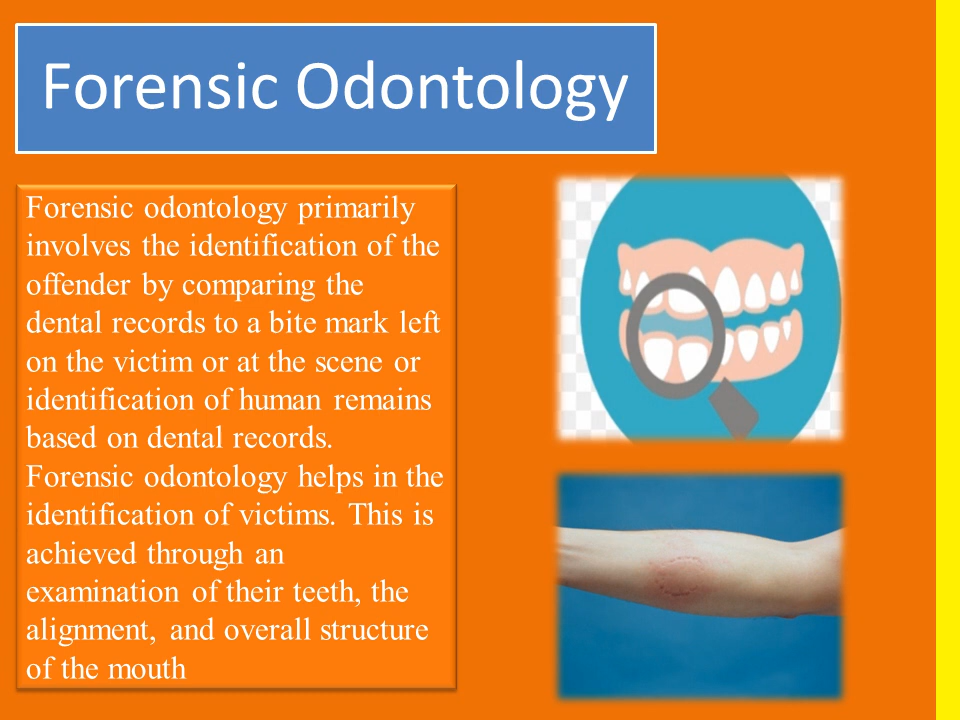 Forensic Odontology
Forensic odontology primarily
involves the identification of the
offender by comparing the
dental records to a bite mark left
on the victim or at the scene or
identification of human remains
based on dental records.
Forensic odontology helps in the
identification of victims. This is
achieved through an
examination of their teeth, the
alignment, and overall structure
of the mouth